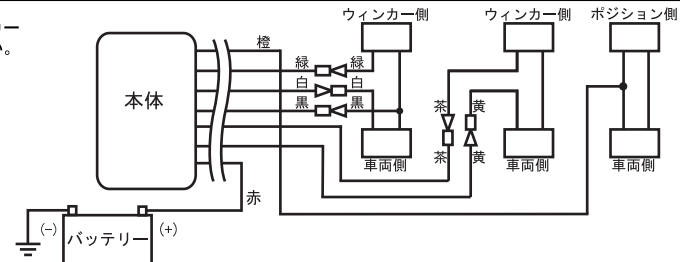 ー
い。
ウィンカー側
ウィンカー側
ポジション側
橙
緑 緑
白 白
黒 黒
本体
茶 黄
茶 黄
車両側
車両側
車両側
赤
(−) バッテリー (+)